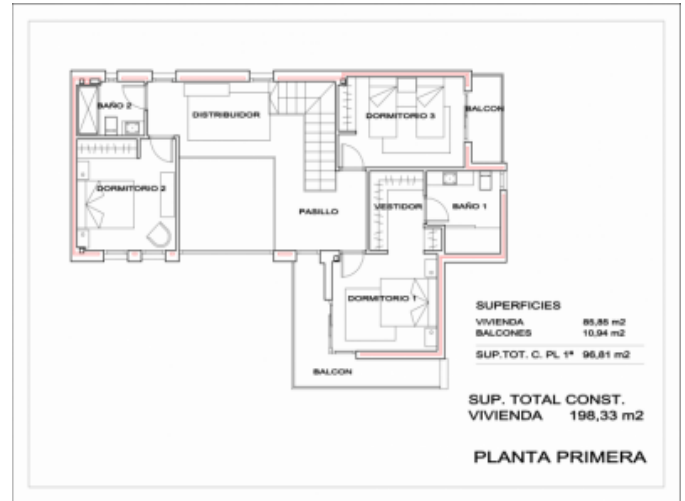 BAÑO 2
DISTRIBUIDOR
DORMITORIO 3
BALCON
DORMITORIO 2
PASILLO
VESTIDOR
BAÑO 1
DORMITORIO 1
BALCON
SUPERFICIES
VIVIENDA 85,85 m2
BALCONES 10,94 m2
SUP.TOT. C. PL 1ª 96,81 m2
SUP. TOTAL CONST.
VIVIENDA 198,33 m2
PLANTA PRIMERA